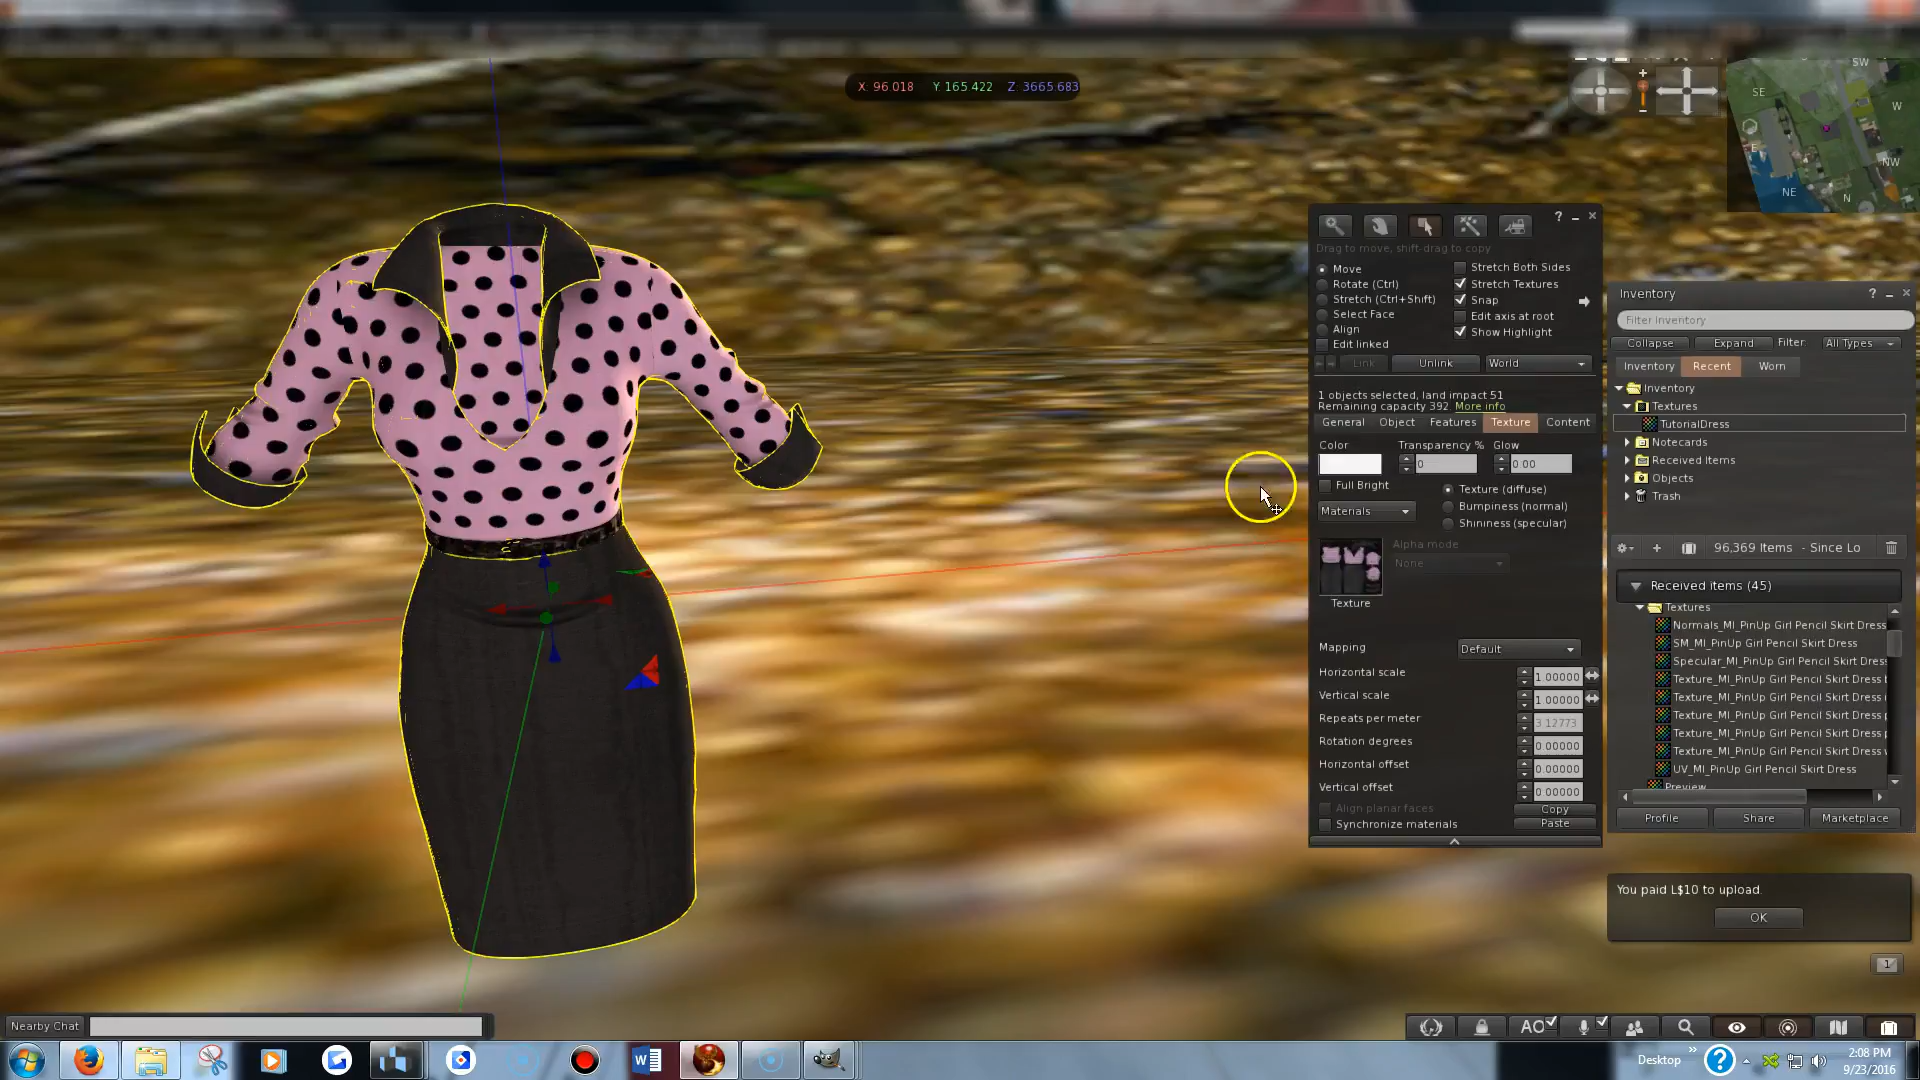 X: 96.018 Y: 165.422 Z: 3665.683
SW
SE
W
E
NW
NE
N
Drag to move, shift-drag to copy
Move
Rotate (Ctrl)
Stretch (Ctrl+Shift)
Select Face
Align
Edit linked
Stretch Both Sides
Stretch Textures
Snap
Edit axis at root
Show Highlight
Link Unlink World
1 objects selected, land impact 51
Remaining capacity 392 More info
General Object Features Texture Content
Color Transparency % Glow
0 0.00
Full Bright
Texture (diffuse)
Materials
Bumpiness (normal)
Shininess (specular)
Alpha mode
None
Texture
Mapping Default
Horizontal scale 1.00000
Vertical scale 1.00000
Repeats per meter 3.12773
Rotation degrees 0.00000
Horizontal offset 0.00000
Vertical offset 0.00000
Align planar faces Copy
Synchronize materials Paste
Inventory
Filter Inventory
Collapse Expand Filter: All Types
Inventory Recent Worn
Inventory
Textures
TutorialDress
Notecards
Received Items
Objects
Trash
96,369 Items - Since Lo
Received items (45)
Textures
Normals_MI_PinUp Girl Pencil Skirt Dress
SM_MI_PinUp Girl Pencil Skirt Dress
Specular_MI_PinUp Girl Pencil Skirt Dress
Texture_MI_PinUp Girl Pencil Skirt Dress
Texture_MI_PinUp Girl Pencil Skirt Dress
Texture_MI_PinUp Girl Pencil Skirt Dress
Texture_MI_PinUp Girl Pencil Skirt Dress
Texture_MI_PinUp Girl Pencil Skirt Dress
UV_MI_PinUp Girl Pencil Skirt Dress
Preview
Profile Share Marketplace
You paid L$10 to upload.
OK
1
Nearby Chat
AO
Desktop
2:08 PM
9/23/2016